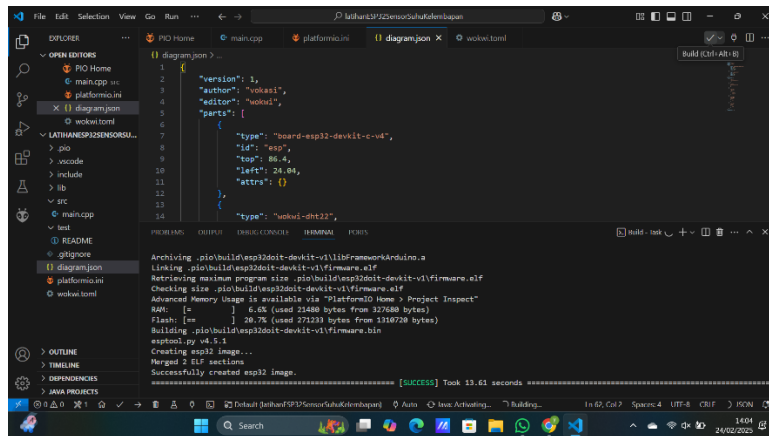 File Edit Selection View Go Run ... latihanESP32SensorSuhuKelembapan
EXPLORER ...
OPEN EDITORS
PIO Home
main.cpp src
platformio.ini
diagram.json
wokwi.toml
LATIHANESP32SENSORSU...
.pio
.vscode
include
lib
src
main.cpp
test
README
.gitignore
diagram.json
platformio.ini
wokwi.toml
OUTLINE
TIMELINE
DEPENDENCIES
JAVA PROJECTS
PIO Home main.cpp platformio.ini diagram.json wokwi.toml
Build (Ctrl+Alt+B)
{} diagram.json > ...
1 {
2 "version": 1,
3 "author": "vokasi",
4 "editor": "wokwi",
5 "parts": [
6 {
7 "type": "board-esp32-devkit-c-v4",
8 "id": "esp",
9 "top": 86.4,
10 "left": 24.04,
11 "attrs": {}
12 },
13 {
14 "type": "wokwi-dht22",
PROBLEMS OUTPUT DEBUG CONSOLE TERMINAL PORTS Build - Task
Archiving .pio\build\esp32doit-devkit-v1\libFrameworkArduino.a
Linking .pio\build\esp32doit-devkit-v1\firmware.elf
Retrieving maximum program size .pio\build\esp32doit-devkit-v1\firmware.elf
Checking size .pio\build\esp32doit-devkit-v1\firmware.elf
Advanced Memory Usage is available via "PlatformIO Home > Project Inspect"
RAM: [= ] 6.6% (used 21480 bytes from 327680 bytes)
Flash: [== ] 20.7% (used 271233 bytes from 1310720 bytes)
Building .pio\build\esp32doit-devkit-v1\firmware.bin
esptool.py v4.5.1
Creating esp32 image...
Merged 2 ELF sections
Successfully created esp32 image.
[SUCCESS] Took 13.61 seconds
0 0 1 Default (latihanESP32SensorSuhuKelembapan) Auto Java: Activating... Building... Ln 62, Col 2 Spaces: 4 UTF-8 CRLF JSON
Search
14:04
24/02/2025